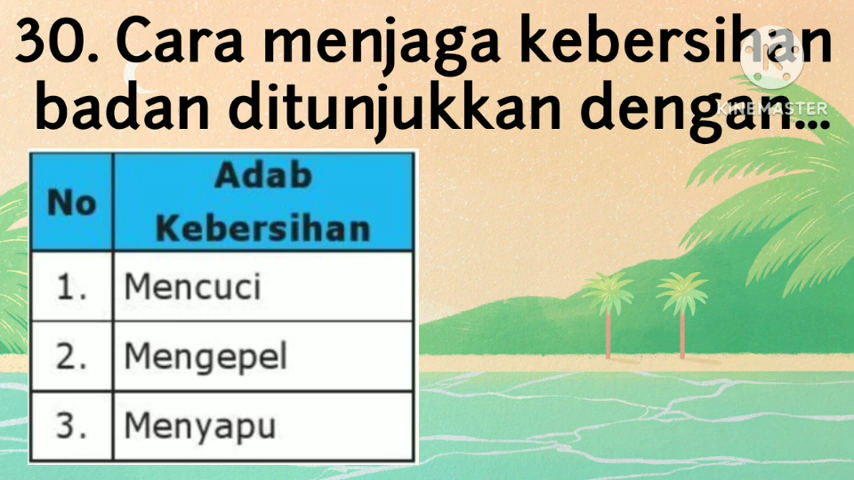 30. Cara menjaga kebersihan
badan ditunjukkan dengan...
KINEMASTER
No Adab Kebersihan
1. Mencuci
2. Mengepel
3. Menyapu